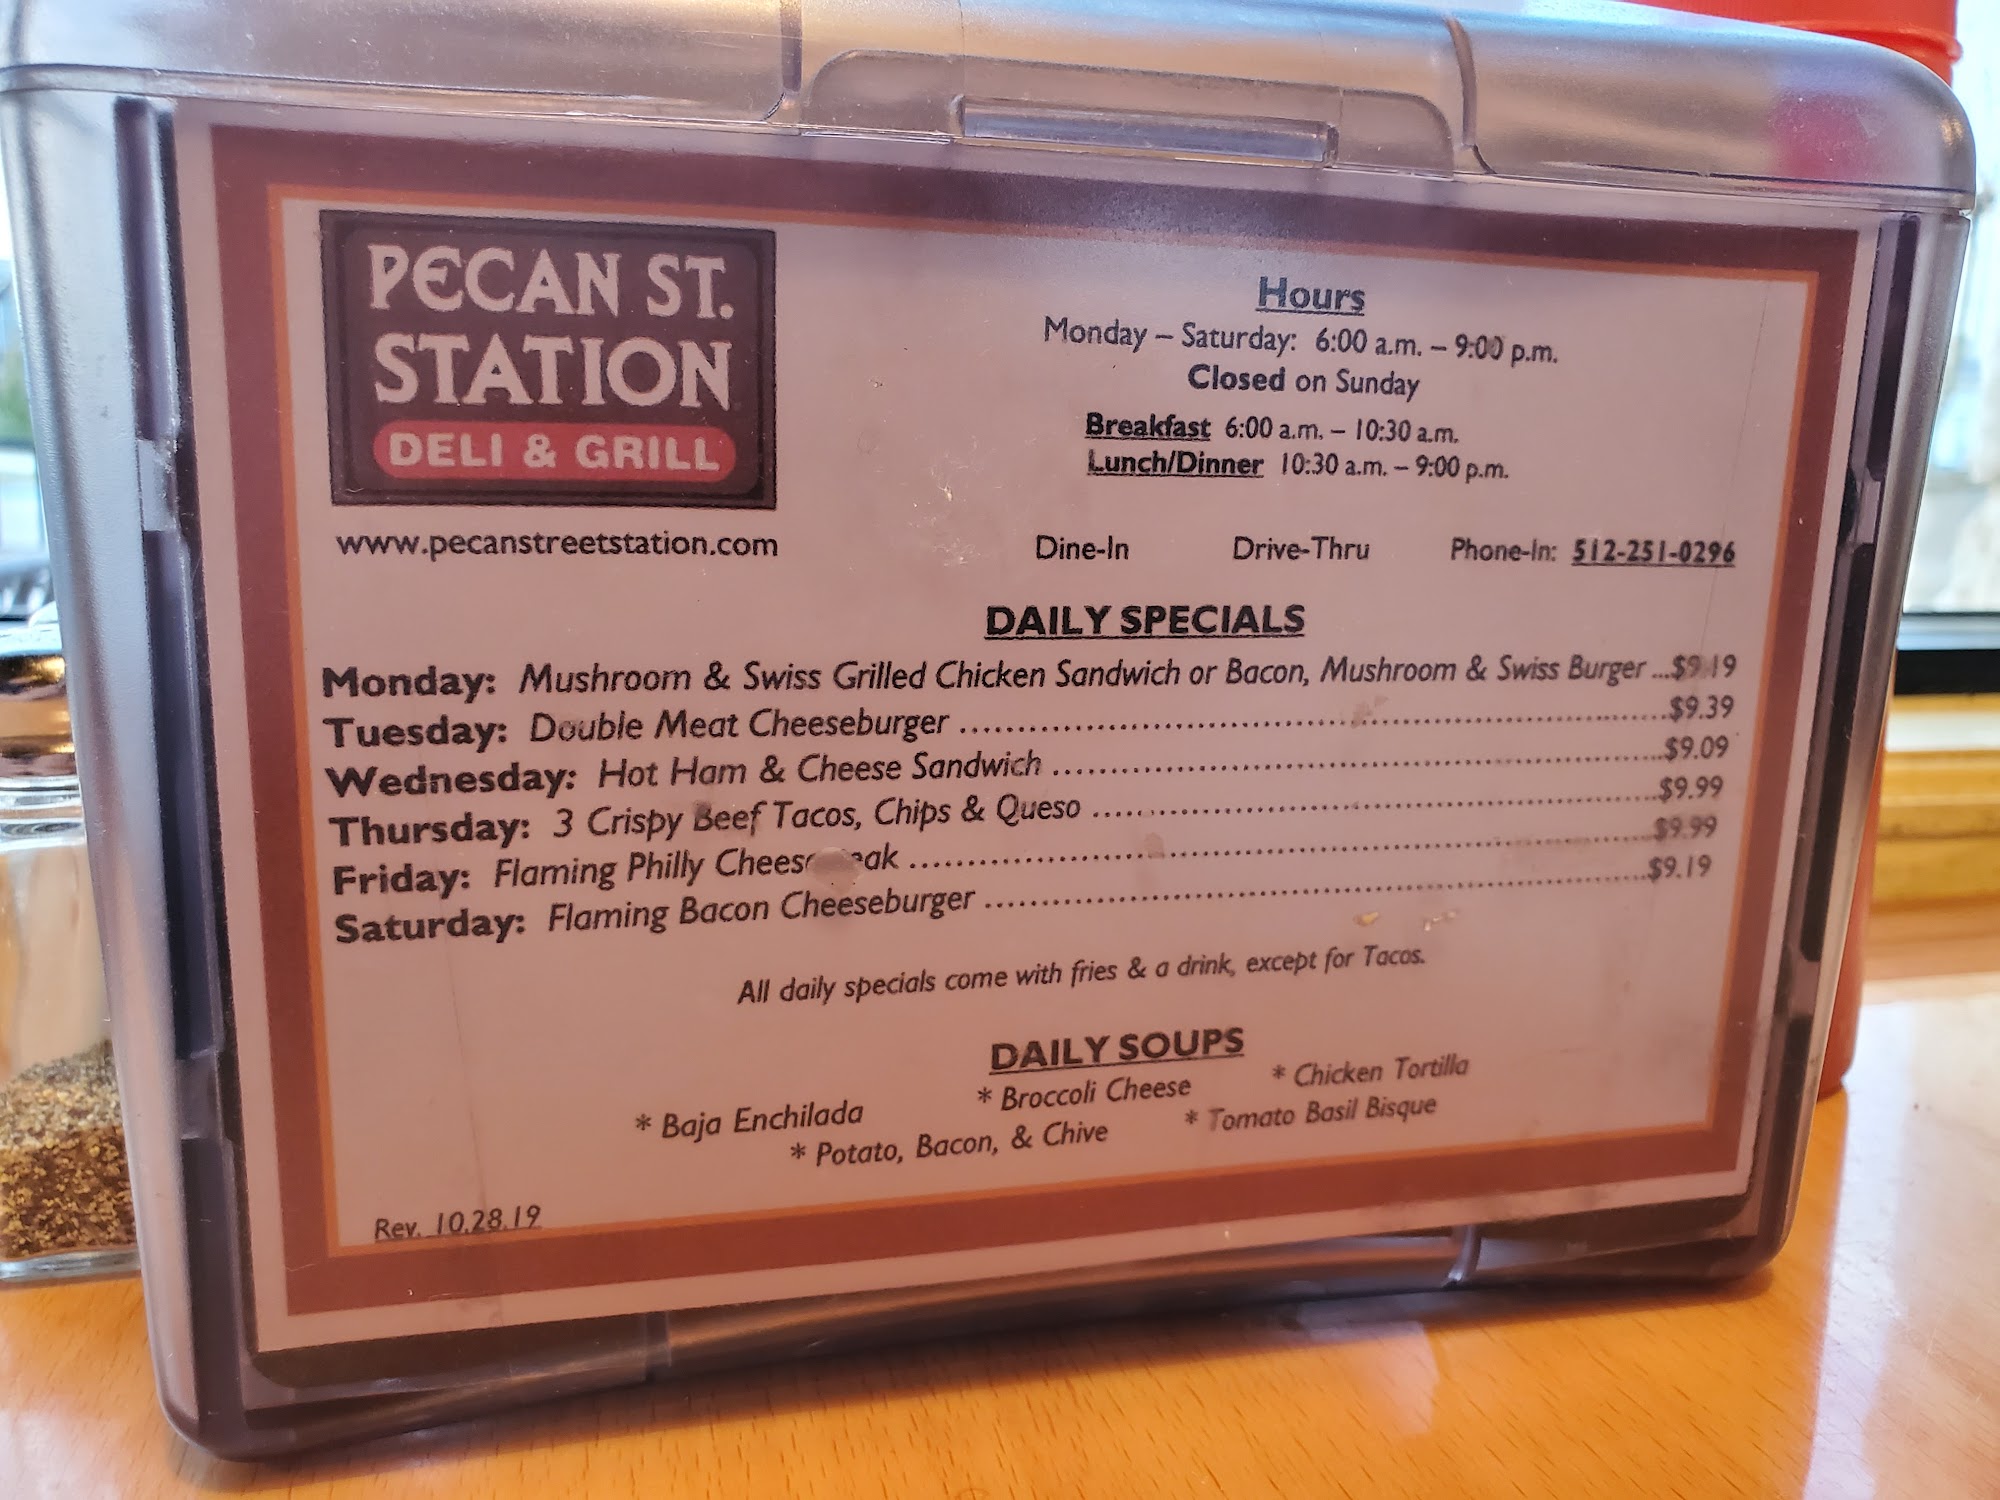 PECAN ST.
STATION
DELI & GRILL
www.pecanstreetstation.com
Hours
Monday – Saturday: 6:00 a.m. – 9:00 p.m.
Closed on Sunday
Breakfast 6:00 a.m. – 10:30 a.m.
Lunch/Dinner 10:30 a.m. – 9:00 p.m.
Dine-In Drive-Thru Phone-In: 512-251-0296
DAILY SPECIALS
Monday: Mushroom & Swiss Grilled Chicken Sandwich or Bacon, Mushroom & Swiss Burger ...$9.19
Tuesday: Double Meat Cheeseburger ...$9.39
Wednesday: Hot Ham & Cheese Sandwich ...$9.09
Thursday: 3 Crispy Beef Tacos, Chips & Queso ...$9.99
Friday: Flaming Philly Cheesesteak ...$9.99
Saturday: Flaming Bacon Cheeseburger ...$9.19
All daily specials come with fries & a drink, except for Tacos.
DAILY SOUPS
* Baja Enchilada * Broccoli Cheese * Chicken Tortilla
* Potato, Bacon, & Chive * Tomato Basil Bisque
Rev. 10.28.19